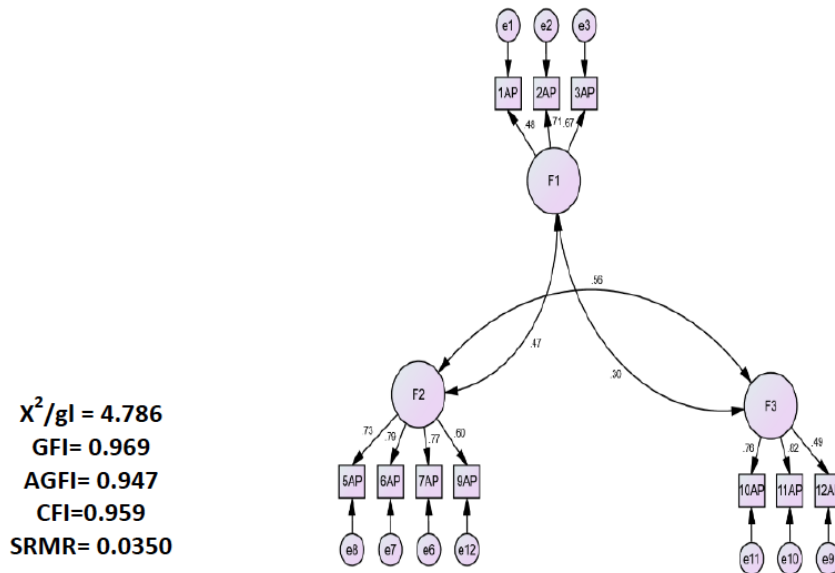 e1 e2 e3
1AP 2AP 3AP
.48 .71 .67
F1
.56
.47
.30
F2 F3
.73 .79 .77 .60
.76 .82 .49
5AP 6AP 7AP 9AP
10AP 11AP 12A
e8 e7 e6 e12
e11 e10 e9
X²/gl = 4.786
GFI= 0.969
AGFI= 0.947
CFI=0.959
SRMR= 0.0350